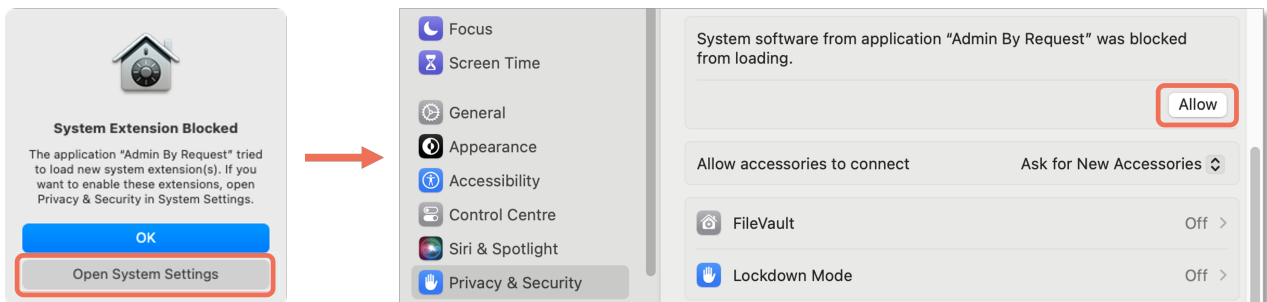 System Extension Blocked
The application “Admin By Request” tried
to load new system extension(s). If you
want to enable these extensions, open
Privacy & Security in System Settings.
OK
Open System Settings
Focus
Screen Time
General
Appearance
Accessibility
Control Centre
Siri & Spotlight
Privacy & Security
System software from application “Admin By Request” was blocked
from loading.
Allow
Allow accessories to connect Ask for New Accessories
FileVault Off
Lockdown Mode Off